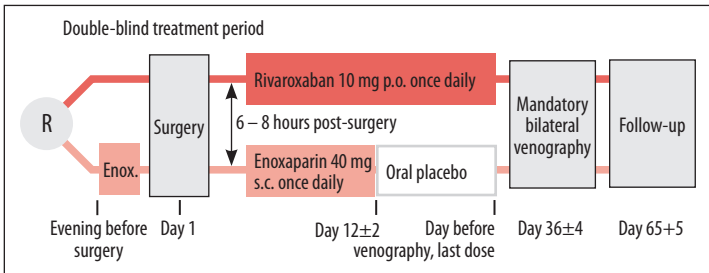 Double-blind treatment period
Rivaroxaban 10 mg p.o. once daily
R
Surgery
6 – 8 hours post-surgery
Mandatory
bilateral
venography
Follow-up
Enox.
Enoxaparin 40 mg
s.c. once daily
Oral placebo
Evening before
surgery
Day 1
Day 12±2
Day before
venography, last dose
Day 36±4
Day 65+5